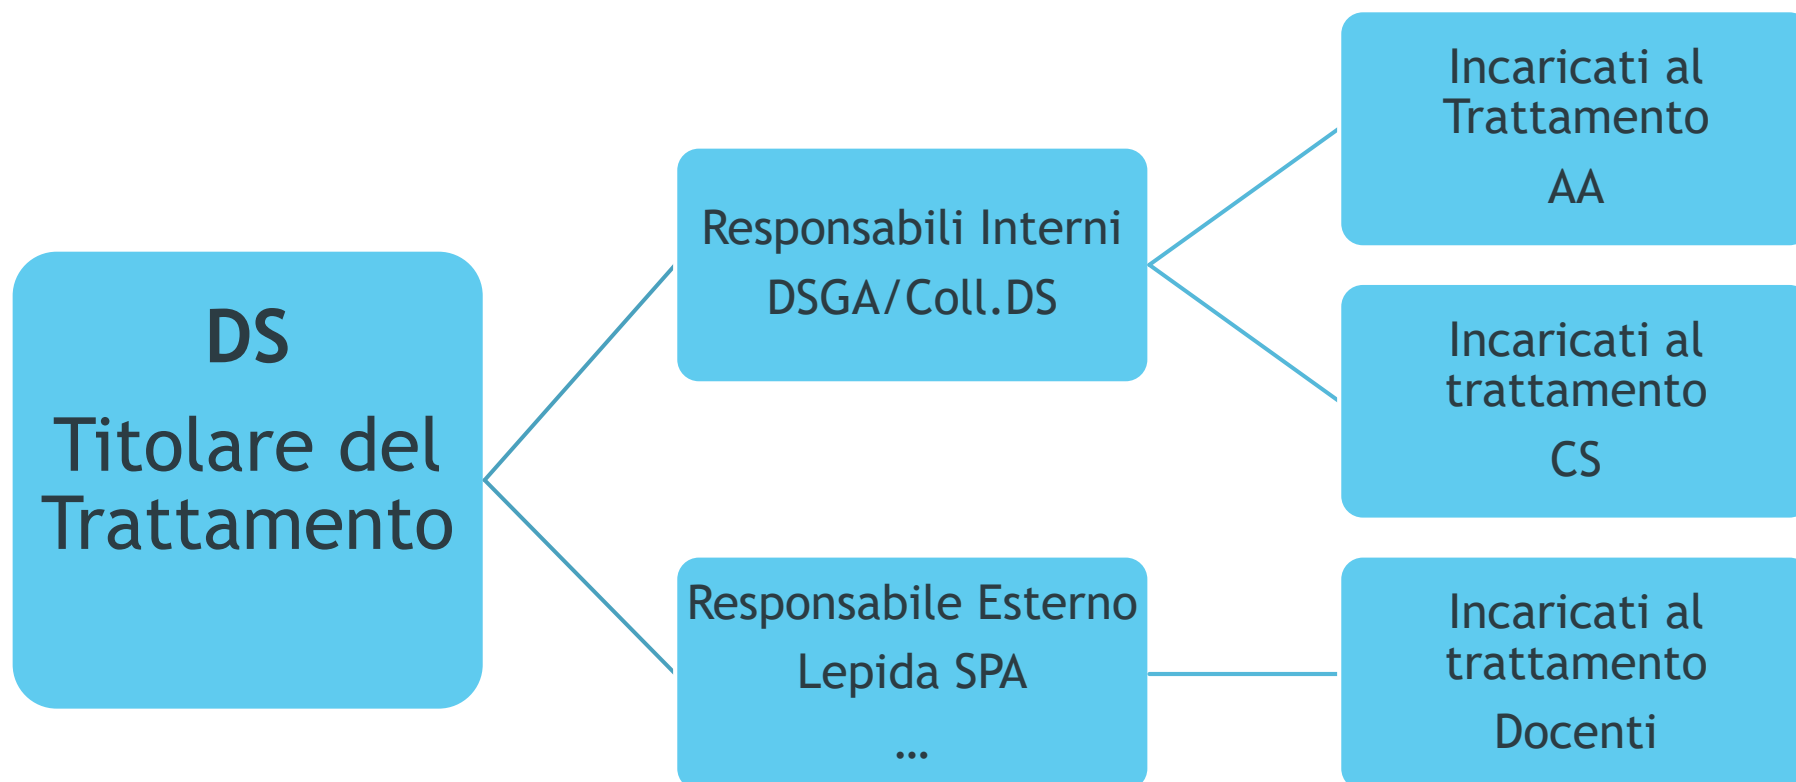 DS
Titolare del
Trattamento
Responsabili Interni
DSGA/Coll.DS
Responsabile Esterno
Lepida SPA
…
Incaricati al
Trattamento
AA
Incaricati al
trattamento
CS
Incaricati al
trattamento
Docenti